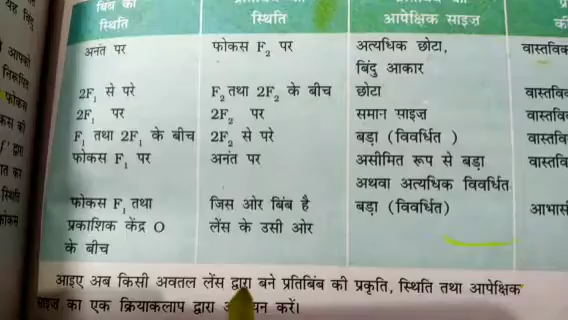 बिंब की
स्थिति
स्थिति
आपेक्षिक साइज़
अनंत पर
फोकस F₂ पर
अत्यधिक छोटा,
बिंदु आकार
वास्तविक
2F₁ से परे
F₂ तथा 2F₂ के बीच
छोटा
2F₁ पर
2F₂ पर
समान साइज़
F₁ तथा 2F₁ के बीच
2F₂ से परे
बड़ा (विवर्धित )
फोकस F₁ पर
अनंत पर
असीमित रूप से बड़ा
अथवा अत्यधिक विवर्धित
फोकस F₁ तथा
प्रकाशिक केंद्र O
के बीच
जिस ओर बिंब है
लेंस के उसी ओर
बड़ा (विवर्धित)
आइए अब किसी अवतल लेंस द्वारा बने प्रतिबिंब की प्रकृति, स्थिति तथा आपेक्षिक
का एक क्रियाकलाप द्वारा करें।